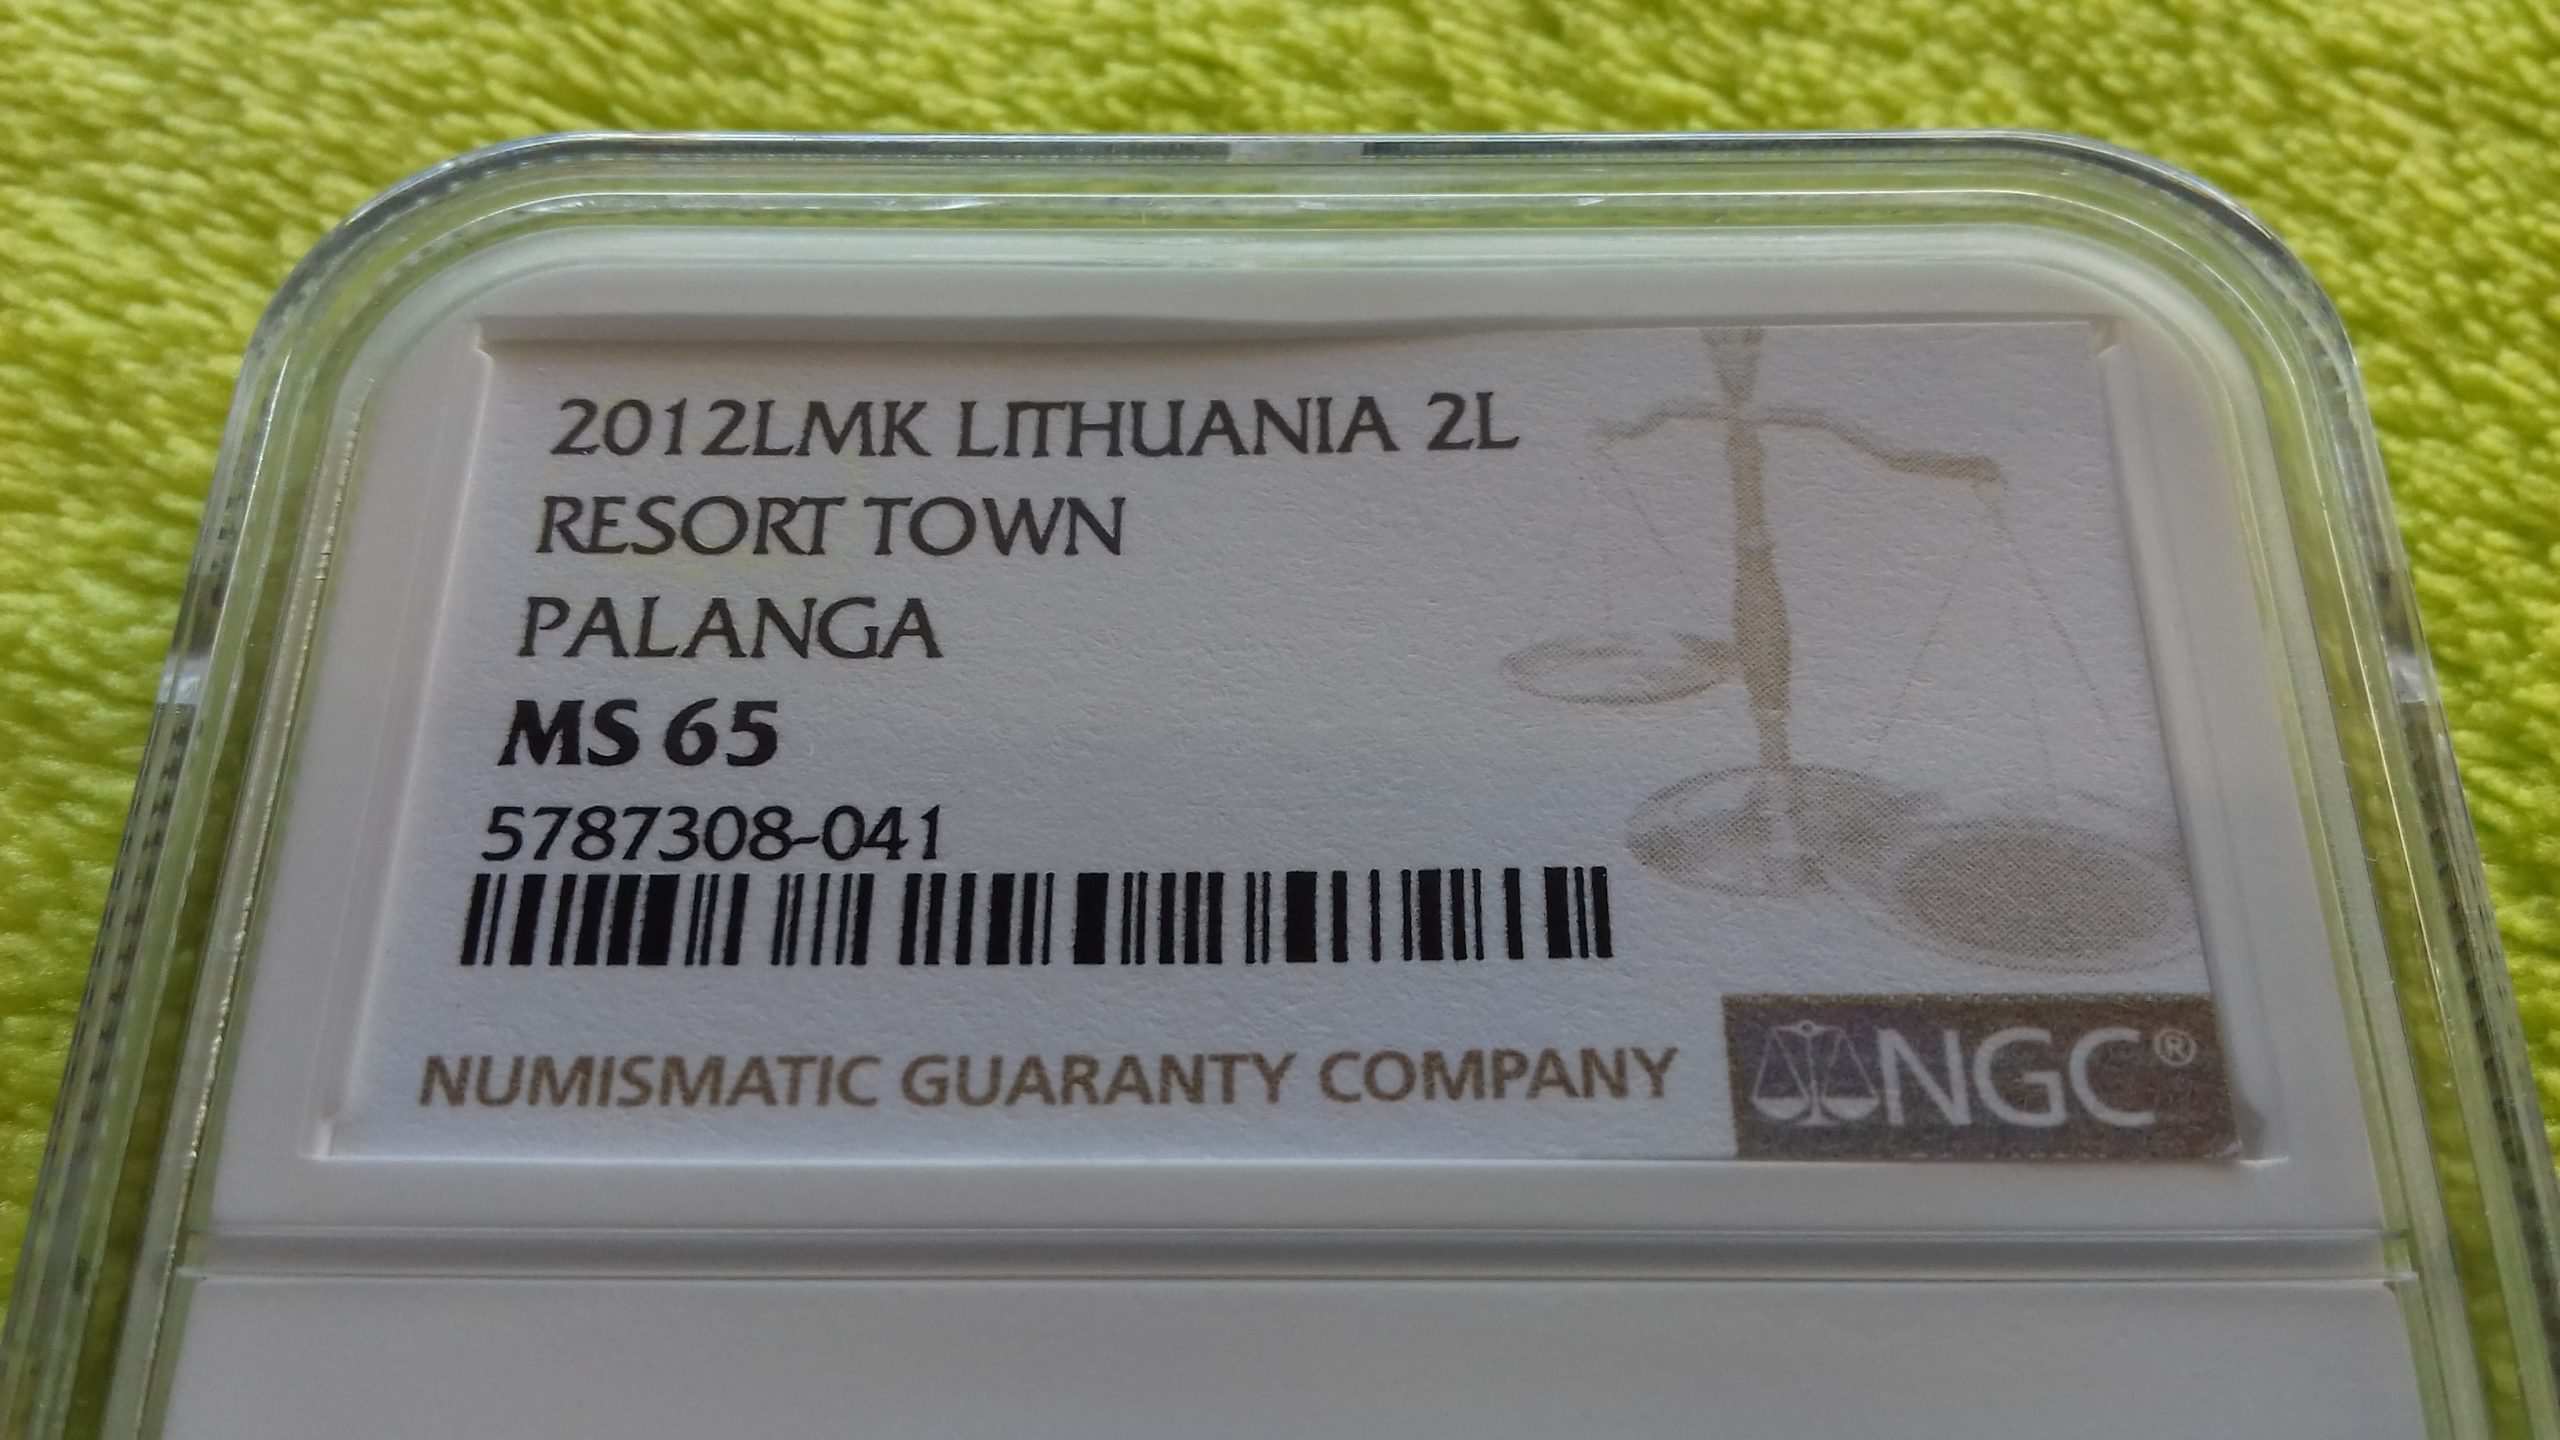 2012LMK LITHUANIA 2L
RESORT TOWN
PALANGA
MS 65
5787308-041
NUMISMATIC GUARANTY COMPANY
NGC®